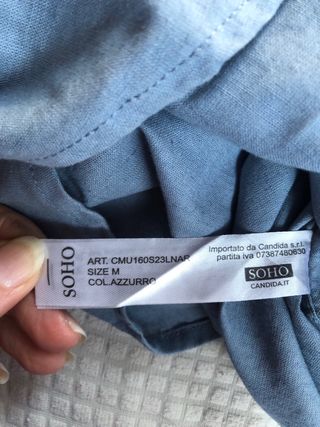 SOHO
ART. CMU160S23LNAR
SIZE M
COL.AZZURRO
Importato da Candida s.r.l.
partita iva 07387480630
SOHO
CANDIDA.IT